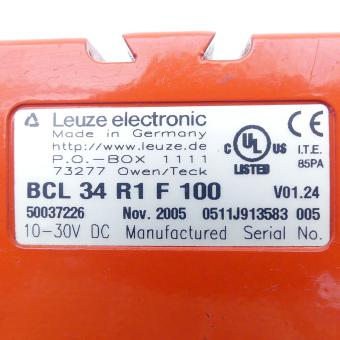 Leuze electronic
Made in Germany
http://www.leuze.de
P.O.-BOX 1111
73277 Owen/Teck
C UL US
LISTED
I.T.E.
85PA
BCL 34 R1 F 100 V01.24
50037226 Nov. 2005 0511J913583 005
10-30V DC Manufactured Serial No.